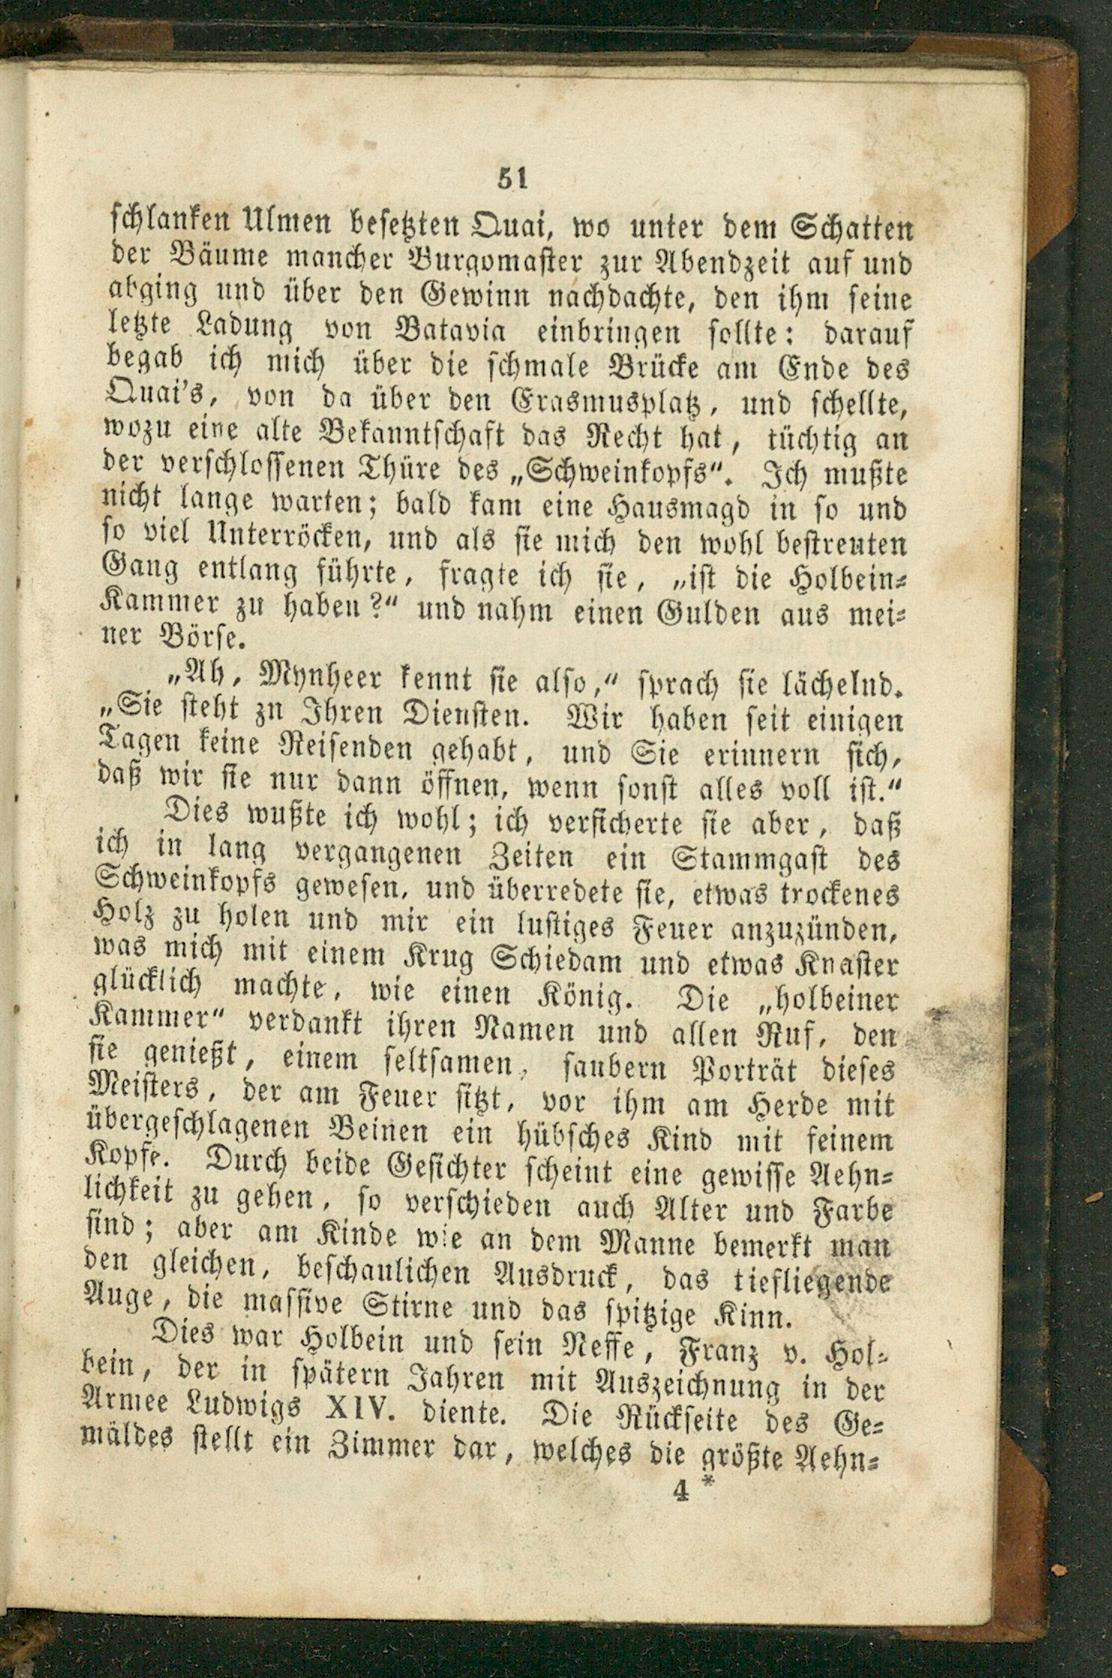 51
schlanken Ulmen besetzten Quai, wo unter dem Schatten
der Bäume mancher Burgomaster zur Abendzeit auf und
abging und über den Gewinn nachdachte, den ihm seine
letzte Ladung von Batavia einbringen sollte: darauf
begab ich mich über die schmale Brücke am Ende des
Quai's, von da über den Erasmusplatz, und schellte,
wozu eine alte Bekanntschaft das Recht hat, tüchtig an
der verschlossenen Thüre des „Schweinkopfs“. Ich mußte
nicht lange warten; bald kam eine Hausmagd in so und
so viel Unterröcken, und als sie mich den wohl bestreuten
Gang entlang führte, fragte ich sie, „ist die Holbein-
Kammer zu haben?“ und nahm einen Gulden aus mei-
ner Börse.
„Ah, Mynheer kennt sie also,“ sprach sie lächelnd.
„Sie steht zu Ihren Diensten. Wir haben seit einigen
Tagen keine Reisenden gehabt, und Sie erinnern sich,
daß wir sie nur dann öffnen, wenn sonst alles voll ist.“
Dies wußte ich wohl; ich versicherte sie aber, daß
ich in lang vergangenen Zeiten ein Stammgast des
Schweinkopfs gewesen, und überredete sie, etwas trockenes
Holz zu holen und mir ein lustiges Feuer anzuzünden,
was mich mit einem Krug Schiedam und etwas Knaster
glücklich machte, wie einen König. Die „holbeiner
Kammer“ verdankt ihren Namen und allen Ruf, den
sie genießt, einem seltsamen, saubern Porträt dieses
Meisters, der am Feuer sitzt, vor ihm am Herde mit
übergeschlagenen Beinen ein hübsches Kind mit feinem
Kopfe. Durch beide Gesichter scheint eine gewisse Aehn-
lichkeit zu gehen, so verschieden auch Alter und Farbe
sind; aber am Kinde wie an dem Manne bemerkt man
den gleichen, beschaulichen Ausdruck, das tiefliegende
Auge, die massive Stirne und das spitzige Kinn.
Dies war Holbein und sein Neffe, Franz v. Hol-
bein, der in spätern Jahren mit Auszeichnung in der
Armee Ludwigs XIV. diente. Die Rückseite des Ge-
mäldes stellt ein Zimmer dar, welches die größte Aehn-
4 *